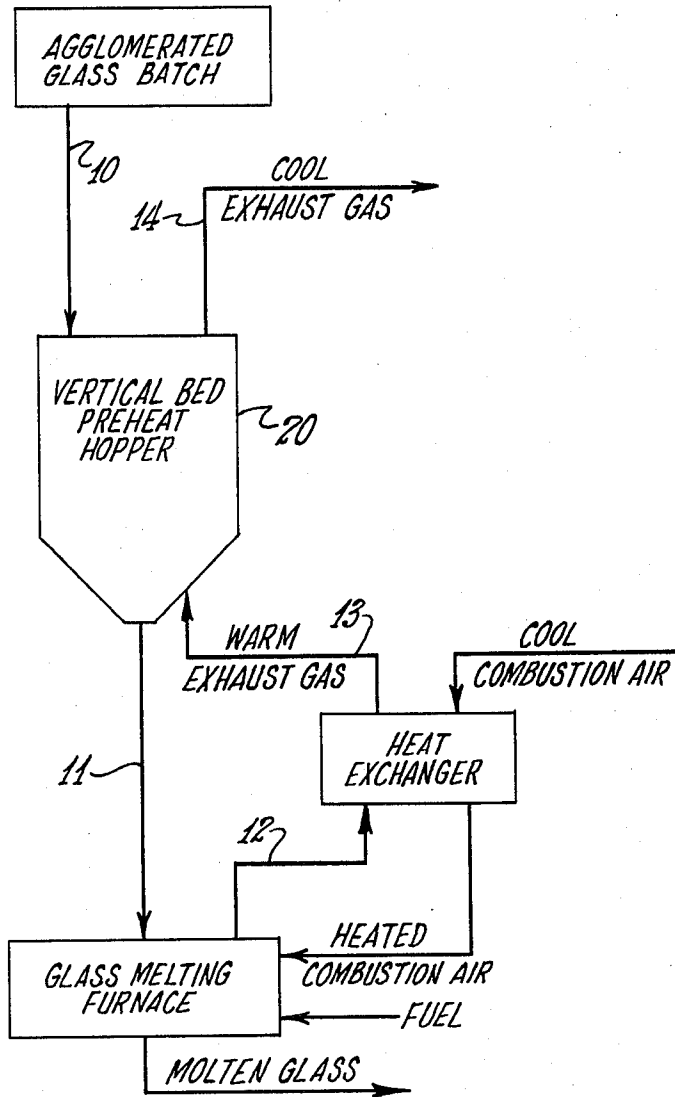 AGGLOMERATED
GLASS BATCH
10
COOL
EXHAUST GAS
14
VERTICAL BED
PREHEAT
HOPPER
20
WARM
EXHAUST GAS
13
COOL
COMBUSTION AIR
HEAT
EXCHANGER
11
12
HEATED
COMBUSTION AIR
GLASS MELTING
FURNACE
FUEL
MOLTEN GLASS